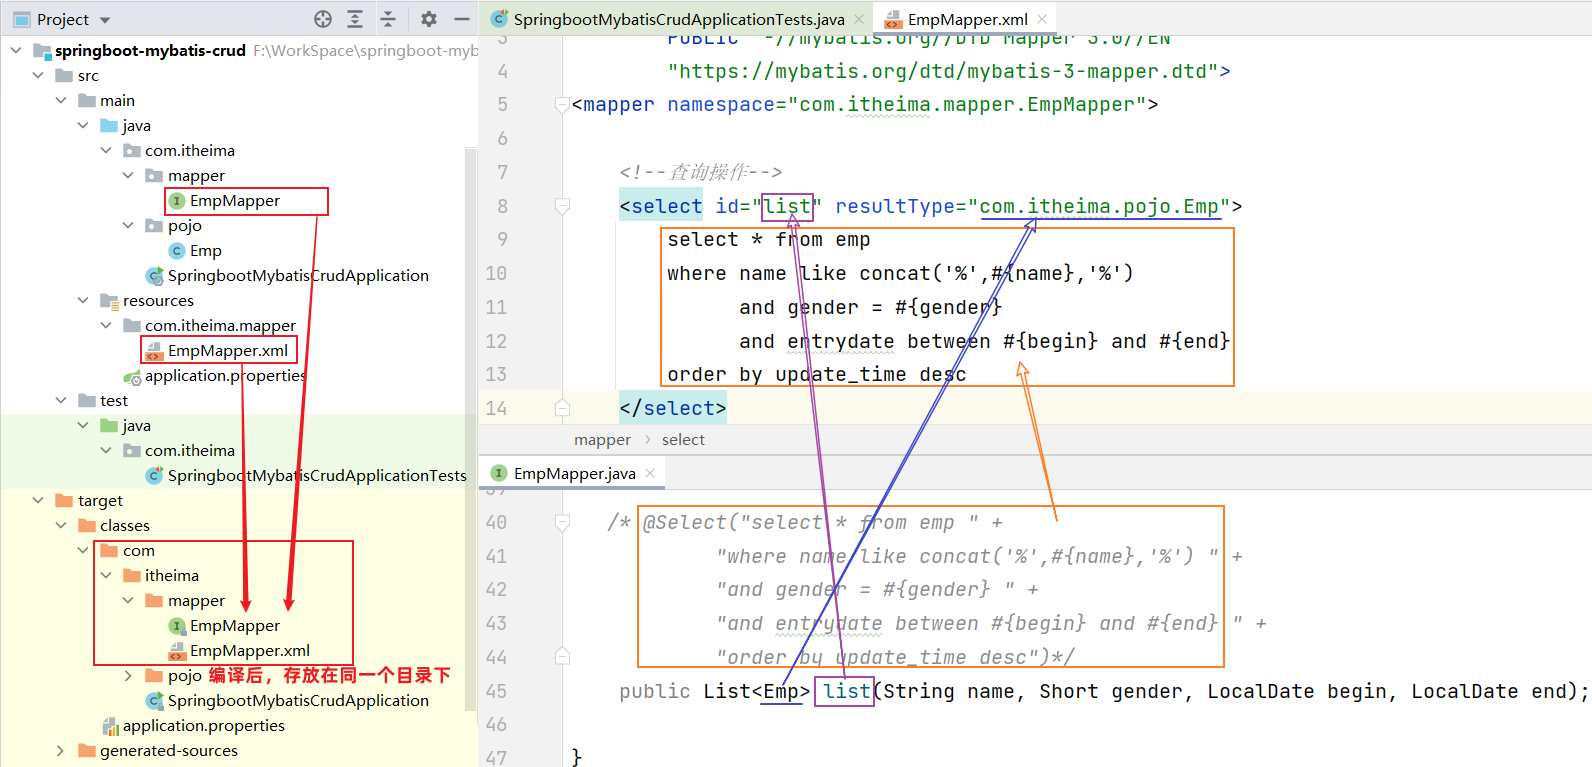 Project
springboot-mybatis-crud F:\WorkSpace\springboot-myb
src
main
java
com.itheima
mapper
EmpMapper
pojo
Emp
SpringbootMybatisCrudApplication
resources
com.itheima.mapper
EmpMapper.xml
application.properties
test
java
com.itheima
SpringbootMybatisCrudApplicationTests
target
classes
com
itheima
mapper
EmpMapper
EmpMapper.xml
pojo 编译后，存放在同一个目录下
SpringbootMybatisCrudApplication
application.properties
generated-sources
SpringbootMybatisCrudApplicationTests.java EmpMapper.xml
3 PUBLIC "-//mybatis.org//DTD Mapper 3.0//EN"
4 "https://mybatis.org/dtd/mybatis-3-mapper.dtd">
5 <mapper namespace="com.itheima.mapper.EmpMapper">
6
7 <!--查询操作-->
8 <select id="list" resultType="com.itheima.pojo.Emp">
9 select * from emp
10 where name like concat('%',#{name},'%')
11 and gender = #{gender}
12 and entrydate between #{begin} and #{end}
13 order by update_time desc
14 </select>
mapper › select
EmpMapper.java
39
40 /* @Select("select * from emp " +
41 "where name like concat('%',#{name},'%') " +
42 "and gender = #{gender} " +
43 "and entrydate between #{begin} and #{end} " +
44 "order by update_time desc")*/
45 public List<Emp> list(String name, Short gender, LocalDate begin, LocalDate end);
46
47 }